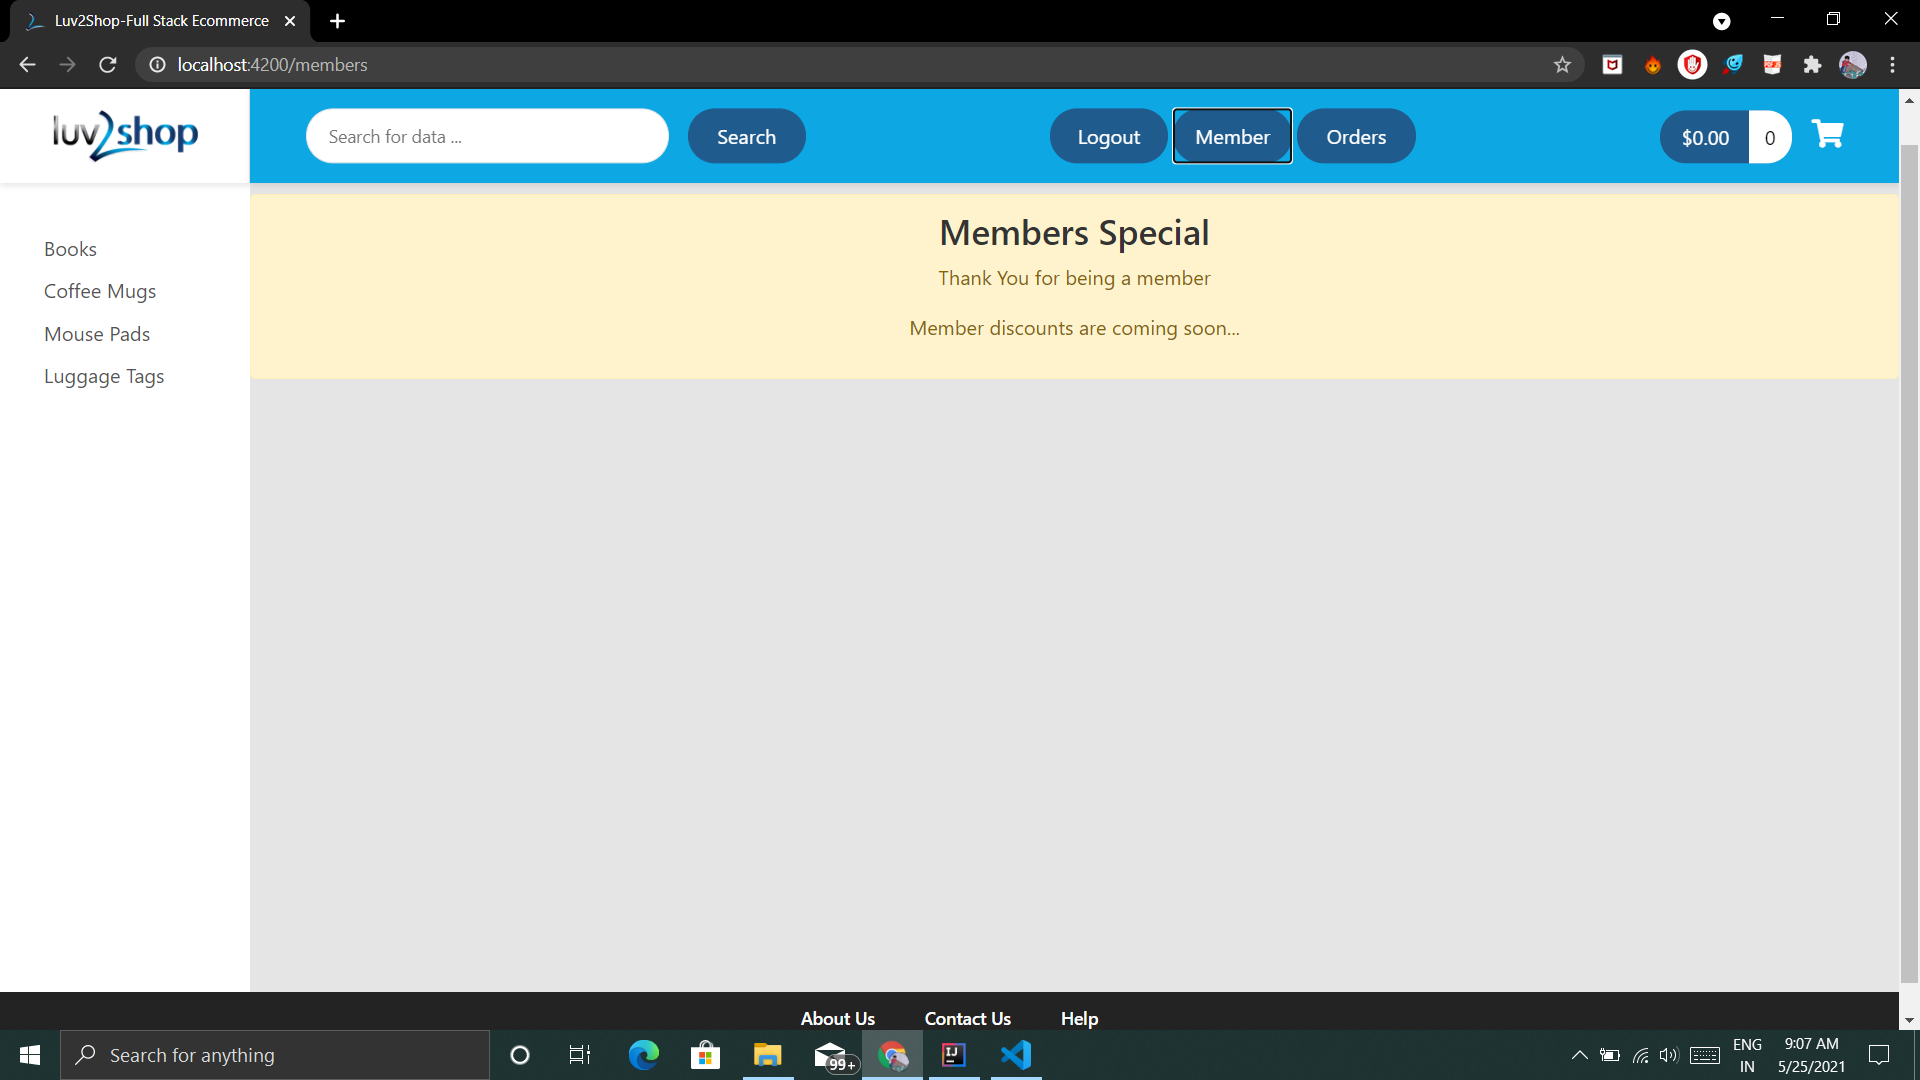 Luv2Shop-Full Stack Ecommerce
localhost:4200/members
luv2shop
Search for data ...
Search
Logout
Member
Orders
$0.00
0
Books
Coffee Mugs
Mouse Pads
Luggage Tags
Members Special
Thank You for being a member
Member discounts are coming soon...
About Us
Contact Us
Help
Search for anything
99+
IJ
ENG
IN
9:07 AM
5/25/2021